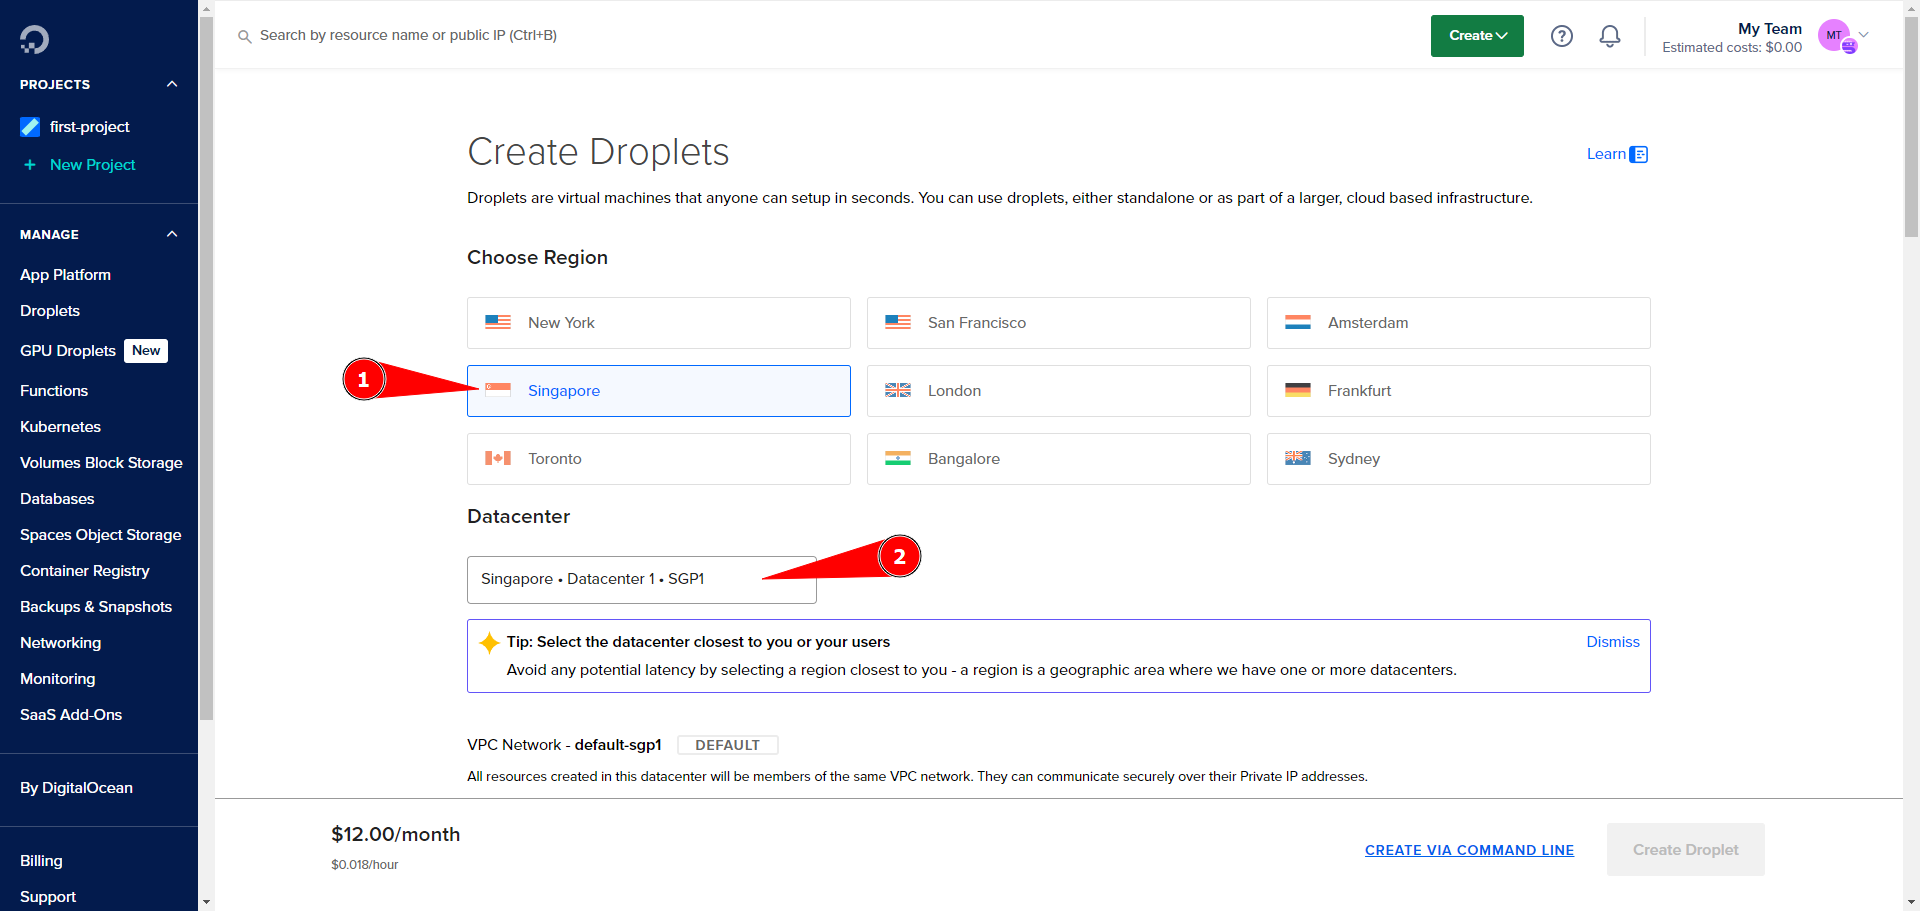 Search by resource name or public IP (Ctrl+B)
Create
My Team
Estimated costs: $0.00
MT
PROJECTS
first-project
+ New Project
MANAGE
App Platform
Droplets
GPU Droplets New
Functions
Kubernetes
Volumes Block Storage
Databases
Spaces Object Storage
Container Registry
Backups & Snapshots
Networking
Monitoring
SaaS Add-Ons
By DigitalOcean
Billing
Support
Create Droplets
Learn
Droplets are virtual machines that anyone can setup in seconds. You can use droplets, either standalone or as part of a larger, cloud based infrastructure.
Choose Region
New York
San Francisco
Amsterdam
1
Singapore
London
Frankfurt
Toronto
Bangalore
Sydney
Datacenter
2
Singapore • Datacenter 1 • SGP1
Tip: Select the datacenter closest to you or your users
Dismiss
Avoid any potential latency by selecting a region closest to you - a region is a geographic area where we have one or more datacenters.
VPC Network - default-sgp1 DEFAULT
All resources created in this datacenter will be members of the same VPC network. They can communicate securely over their Private IP addresses.
$12.00/month
$0.018/hour
CREATE VIA COMMAND LINE
Create Droplet